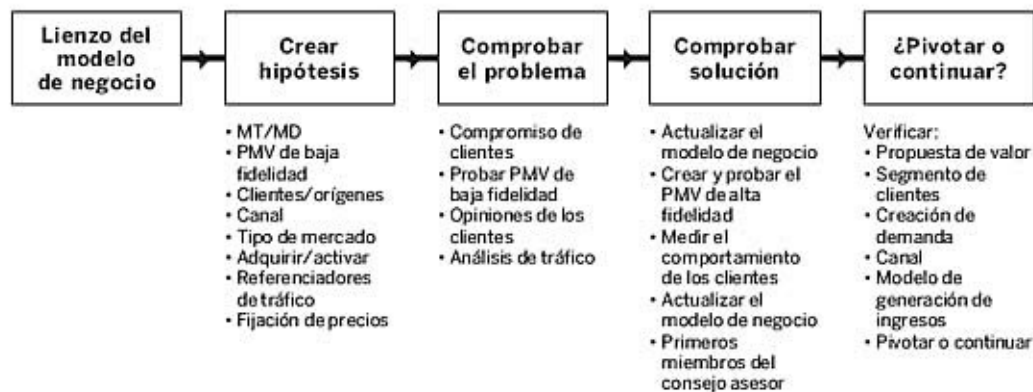 Lienzo del
modelo
de negocio
Crear
hipótesis
Comprobar
el problema
Comprobar
solución
¿Pivotar o
continuar?
• MT/MD
• PMV de baja
fidelidad
• Clientes/orígenes
• Canal
• Tipo de mercado
• Adquirir/activar
• Referenciadores
de tráfico
• Fijación de precios
• Compromiso de
clientes
• Probar PMV de
baja fidelidad
• Opiniones de los
clientes
• Análisis de tráfico
• Actualizar el
modelo de negocio
• Crear y probar el
PMV de alta
fidelidad
• Medir el
comportamiento
de los clientes
• Actualizar el
modelo de negocio
• Primeros
miembros del
consejo asesor
Verificar:
• Propuesta de valor
• Segmento de
clientes
• Creación de
demanda
• Canal
• Modelo de
generación de
ingresos
• Pivotar o continuar